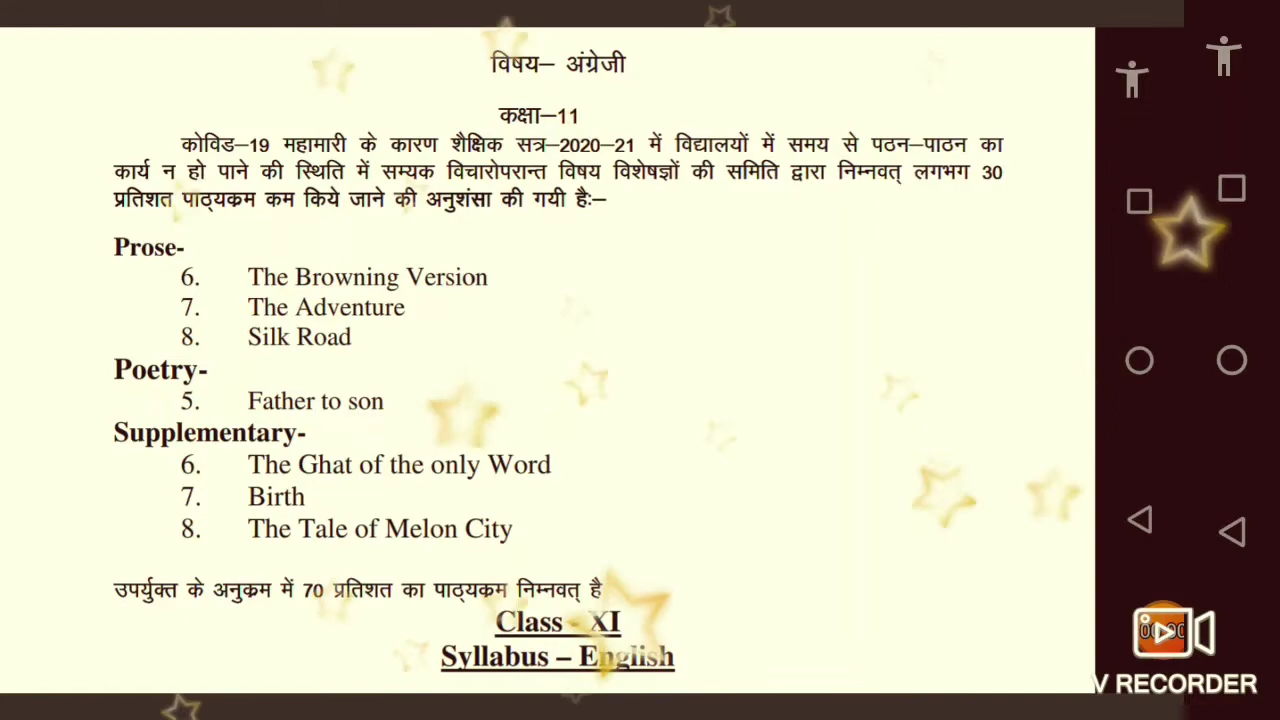 विषय– अंग्रेजी
कक्षा–11
कोविड–19 महामारी के कारण शैक्षिक सत्र–2020–21 में विद्यालयों में समय से पठन–पाठन का
कार्य न हो पाने की स्थिति में सम्यक विचारोपरान्त विषय विशेषज्ञों की समिति द्वारा निम्नवत् लगभग 30
प्रतिशत पाठ्यक्रम कम किये जाने की अनुशंसा की गयी हैः–
Prose-
6. The Browning Version
7. The Adventure
8. Silk Road
Poetry-
5. Father to son
Supplementary-
6. The Ghat of the only Word
7. Birth
8. The Tale of Melon City
उपर्युक्त के अनुक्रम में 70 प्रतिशत का पाठ्यक्रम निम्नवत् है
Class - XI
Syllabus – English
00:00
V RECORDER